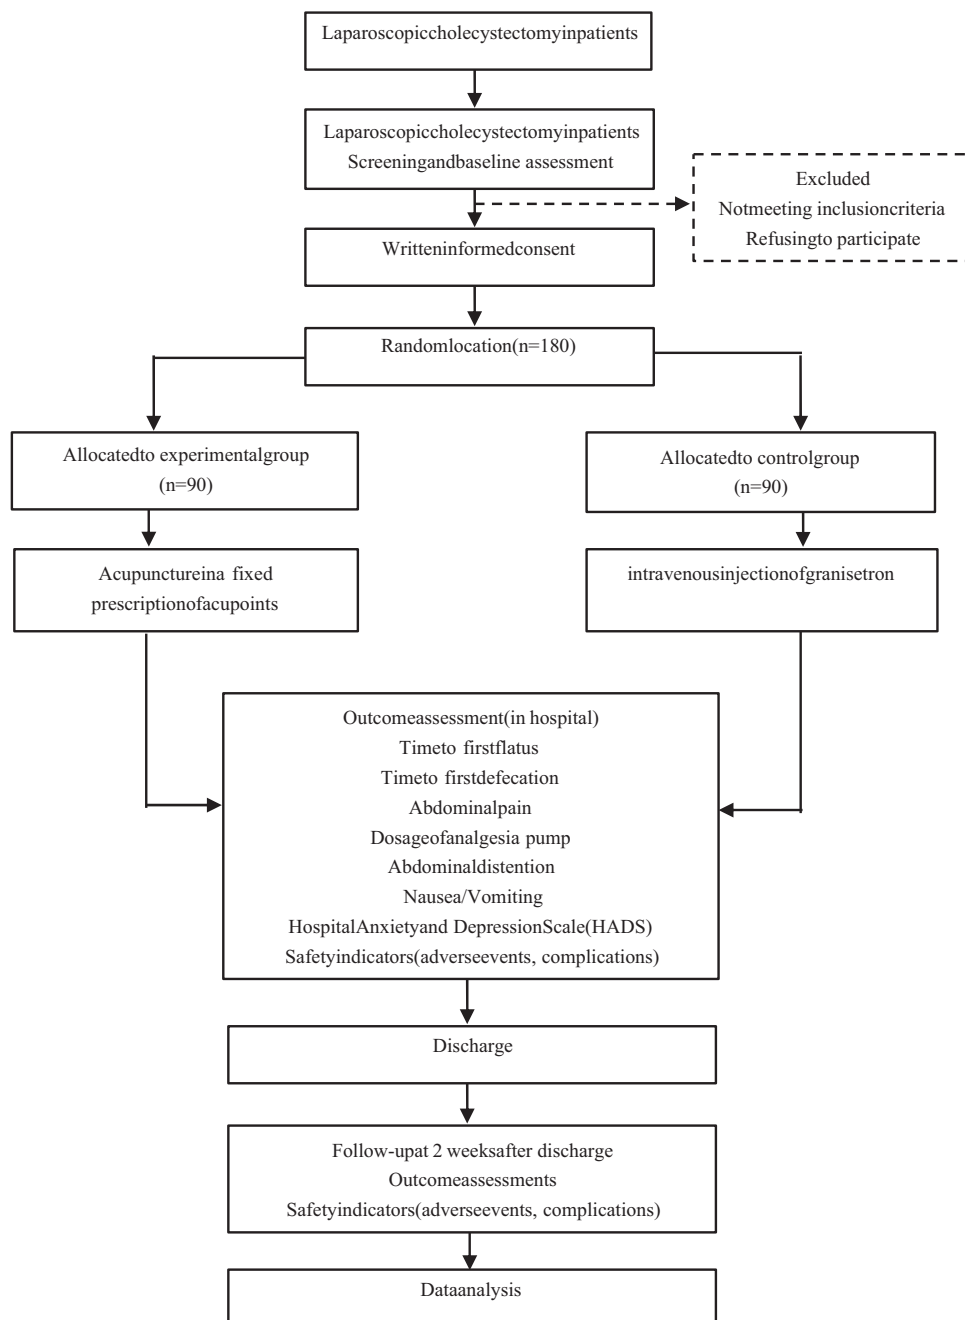 Laparoscopiccholecystectomyinpatients
Laparoscopiccholecystectomyinpatients
Screeningandbaseline assessment
Excluded
Notmeeting inclusioncriteria
Refusingto participate
Writteninformedconsent
Randomlocation(n=180)
Allocatedto experimentalgroup
(n=90)
Allocatedto controlgroup
(n=90)
Acupunctureina fixed
prescriptionofacupoints
intravenousinjectionofgranisetron
Outcomeassessment(in hospital)
Timeto firstflatus
Timeto firstdefecation
Abdominalpain
Dosageofanalgesia pump
Abdominaldistention
Nausea/Vomiting
HospitalAnxietyand DepressionScale(HADS)
Safetyindicators(adverseevents, complications)
Discharge
Follow-upat 2 weeksafter discharge
Outcomeassessments
Safetyindicators(adverseevents, complications)
Dataanalysis